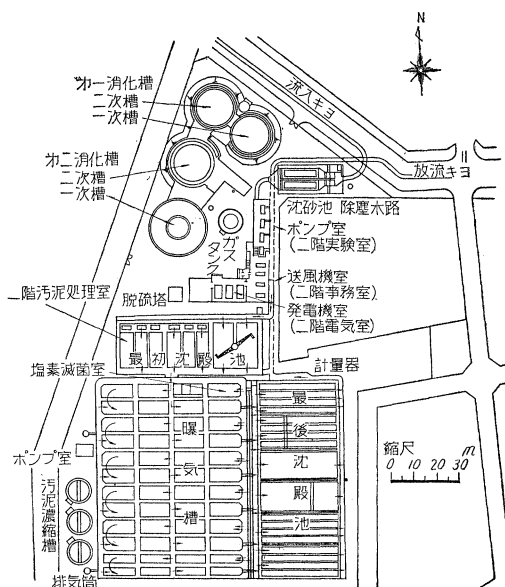 N
流入キヨ
放流キヨ
才一消化槽
二次槽
一次槽
才二消化槽
二次槽
一次槽
沈砂池 除塵水路
ポンプ室
(二階実験室)
ガスタンク
送風機室
(二階事務室)
発電機室
(二階電気室)
脱硫塔
二階汚泥処理室
最初沈殿池
塩素滅菌室
計量器
曝気槽
最後沈殿池
ポンプ室
汚泥濃縮槽
排気筒
縮尺
0 10 20 30 m